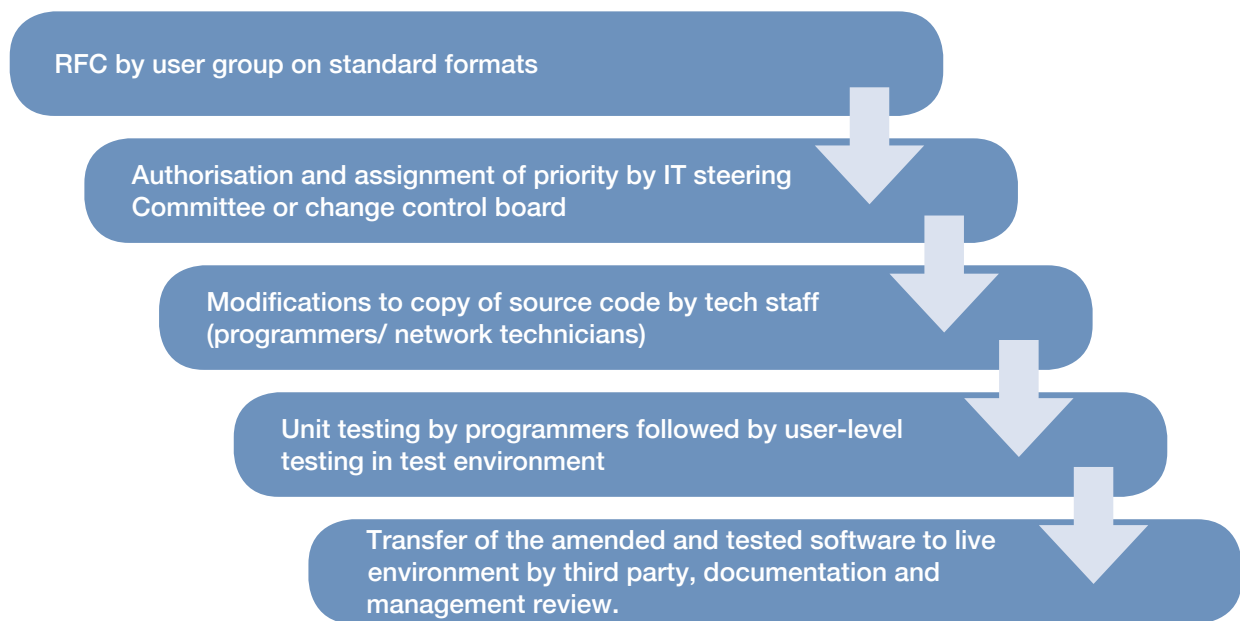 RFC by user group on standard formats
Authorisation and assignment of priority by IT steering
Committee or change control board
Modifications to copy of source code by tech staff
(programmers/ network technicians)
Unit testing by programmers followed by user-level
testing in test environment
Transfer of the amended and tested software to live
environment by third party, documentation and
management review.